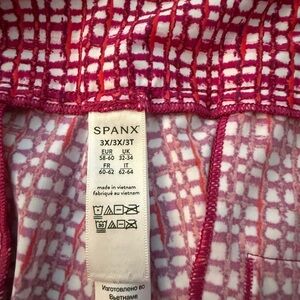 SPANX
3X/3X/3T
EUR UK
58-60 32-34
FR IT
60-62 62-64
made in vietnam
fabriqué au vietnam
Изготовлено во
Вьетнаме